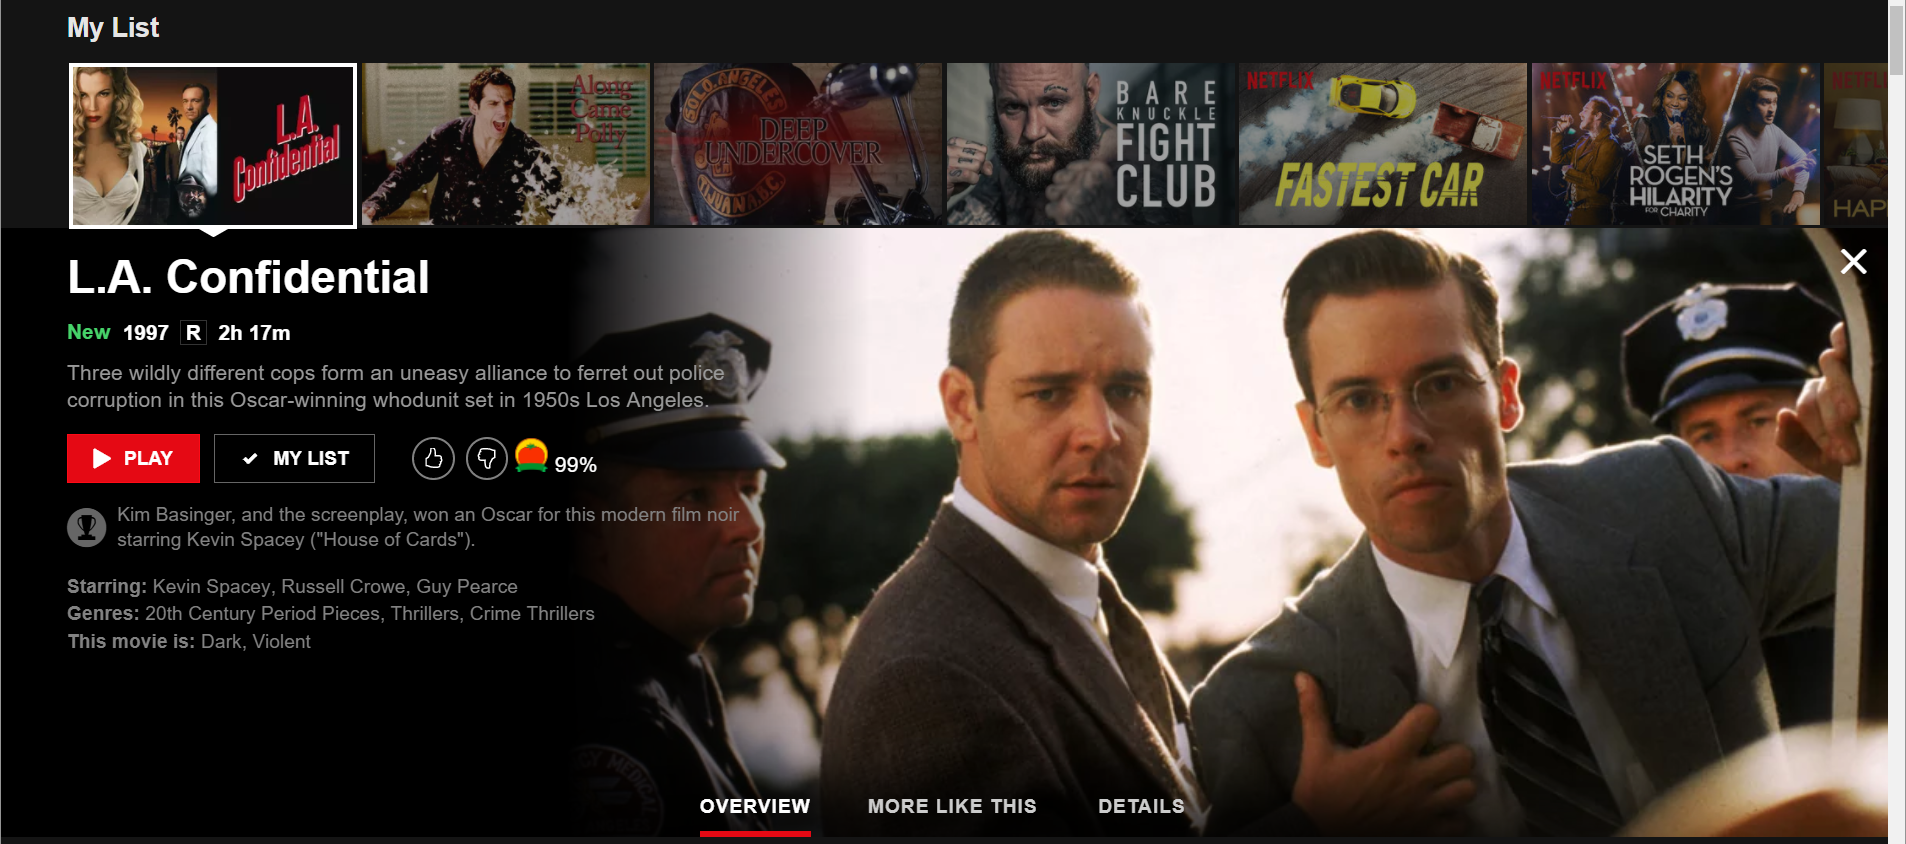 My List
L.A.
Confidential
Along
Came
Polly
SOLO ANGELES
DEEP
UNDERCOVER
TIJUANA, B.C.
BARE
KNUCKLE
FIGHT
CLUB
NETFLIX
FASTEST CAR
NETFLIX
SETH
ROGEN'S
HILARITY
FOR CHARITY
L.A. Confidential
New 1997 R 2h 17m
Three wildly different cops form an uneasy alliance to ferret out police
corruption in this Oscar-winning whodunit set in 1950s Los Angeles.
PLAY
MY LIST
99%
Kim Basinger, and the screenplay, won an Oscar for this modern film noir
starring Kevin Spacey ("House of Cards").
Starring: Kevin Spacey, Russell Crowe, Guy Pearce
Genres: 20th Century Period Pieces, Thrillers, Crime Thrillers
This movie is: Dark, Violent
OVERVIEW
MORE LIKE THIS
DETAILS